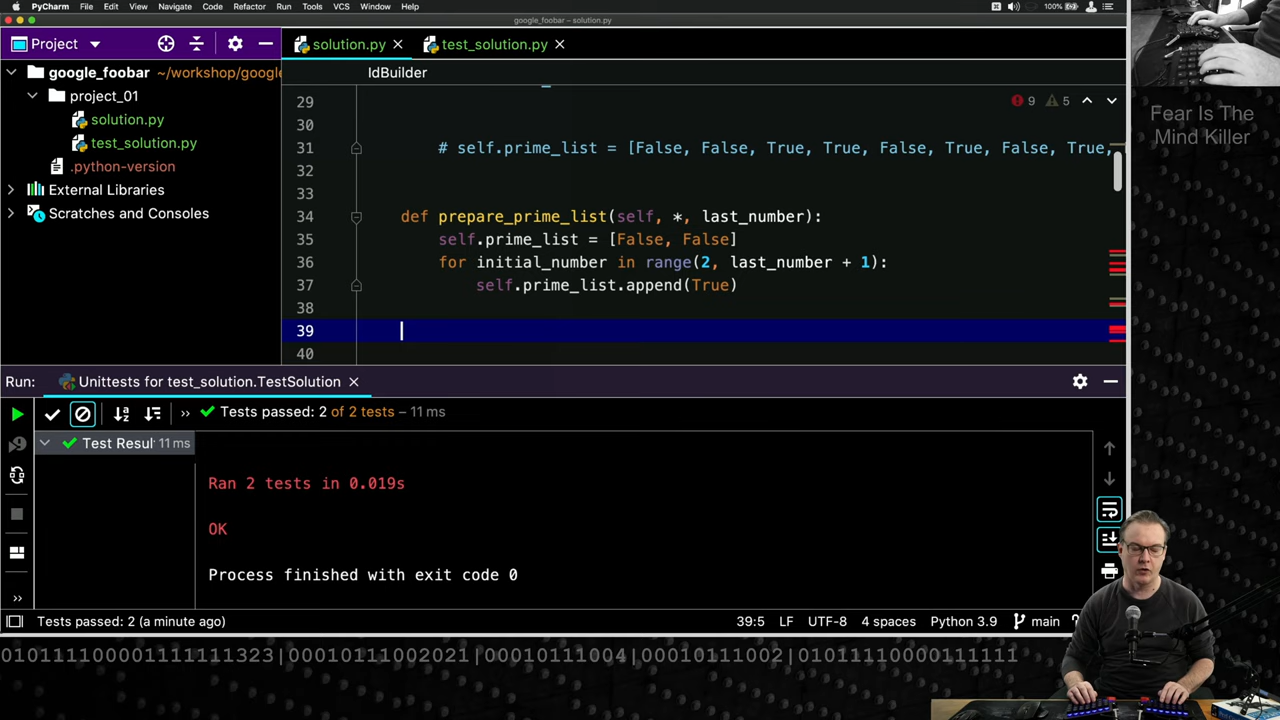 PyCharm File Edit View Navigate Code Refactor Run Tools VCS Window Help 100%
google_foobar – solution.py
Project
solution.py
test_solution.py
google_foobar ~/workshop/google
IdBuilder
project_01
29
9 5
solution.py
30
test_solution.py
31 # self.prime_list = [False, False, True, True, False, True, False, True,
.python-version
32
External Libraries
33
Scratches and Consoles
34 def prepare_prime_list(self, *, last_number):
35 self.prime_list = [False, False]
36 for initial_number in range(2, last_number + 1):
37 self.prime_list.append(True)
38
39
40
Fear Is The
Mind Killer
Run: Unittests for test_solution.TestSolution
>> Tests passed: 2 of 2 tests – 11 ms
Test Resul 11 ms
Ran 2 tests in 0.019s
OK
Process finished with exit code 0
>>
Tests passed: 2 (a minute ago) 39:5 LF UTF-8 4 spaces Python 3.9 main